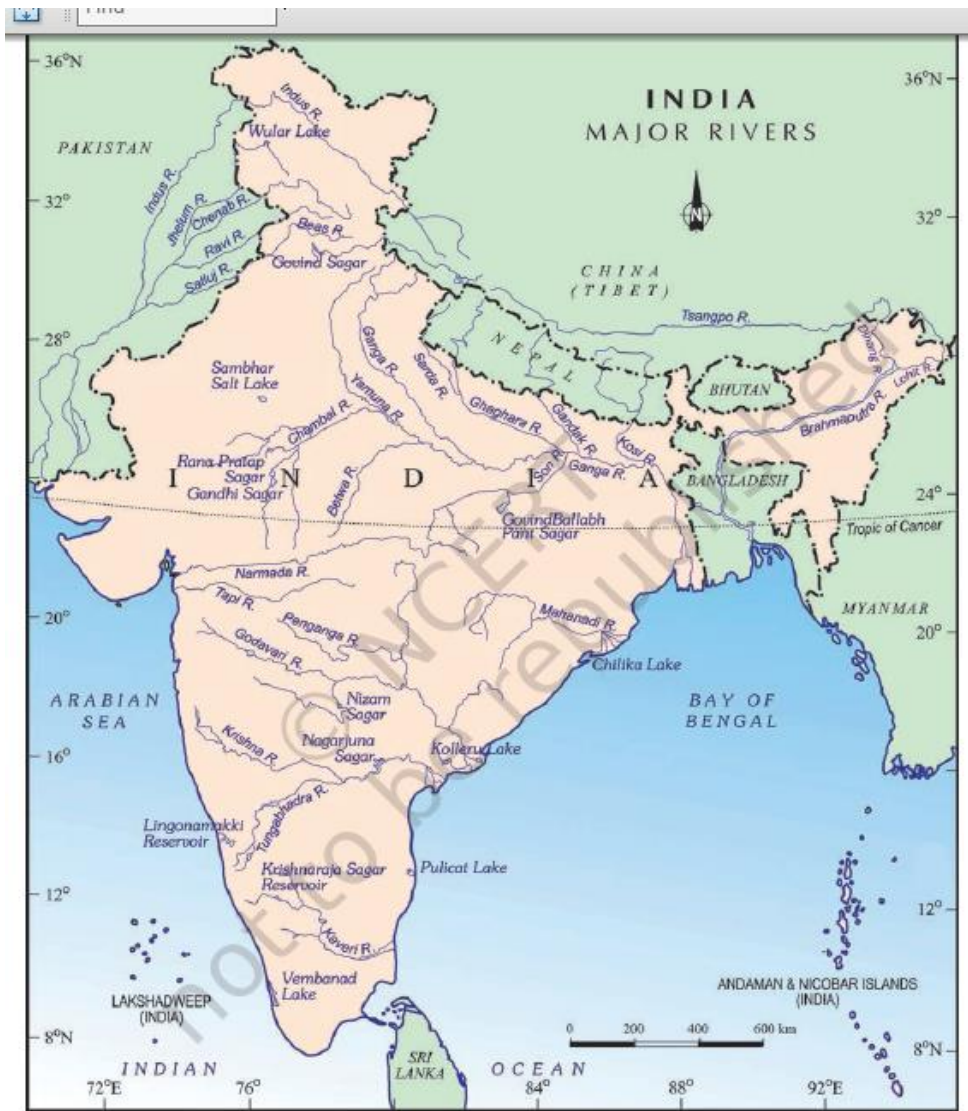 Find
36°N
36°N
INDIA
MAJOR RIVERS
Indus R.
Wular Lake
PAKISTAN
N
Indus R.
Jhelum R.
Chenab R.
32°
32°
Beas R.
Ravi R.
Govind Sagar
Satluj R.
CHINA
(TIBET)
Tsangpo R.
28°
28°
NEPAL
Dihang R.
Lohit R.
Sambhar
Salt Lake
Ganga R.
Sarda R.
BHUTAN
Yamuna R.
Ghaghara R.
Gandak R.
Brahmaputra R.
Chambal R.
Kosi R.
Rana Pratap
Sagar
Gandhi Sagar
Betwa R.
Son R.
Ganga R.
INDIA
BANGLADESH
24°
24°
GovindBallabh
Pant Sagar
Tropic of Cancer
Narmada R.
Tapi R.
MYANMAR
20°
20°
Penganga R.
Mahanadi R.
Godavari R.
Chilika Lake
ARABIAN
SEA
Nizam
Sagar
BAY OF
BENGAL
Krishna R.
Nagarjuna
Sagar
Kolleru Lake
16°
16°
Tungabhadra R.
Lingonamakki
Reservoir
Krishnaraja Sagar
Reservoir
Pulicat Lake
12°
12°
Kaveri R.
Vembanad
Lake
LAKSHADWEEP
(INDIA)
ANDAMAN & NICOBAR ISLANDS
(INDIA)
0 200 400 600 km
8°N
8°N
INDIAN OCEAN
SRI
LANKA
72°E 76° 84° 88° 92°E
© NCERT
not to be republished